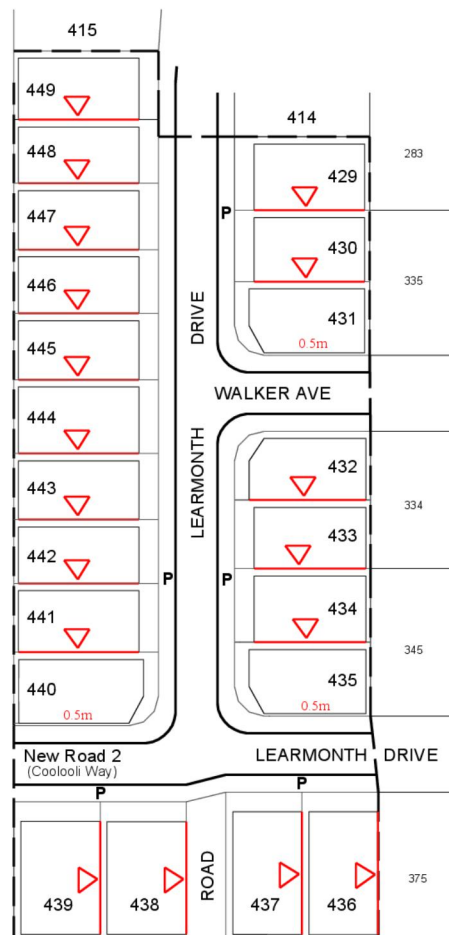 415
449
414
283
448
429
P
447
430
335
446
431
DRIVE
0.5m
445
WALKER AVE
444
LEARMONTH
432
443
334
433
442
P
P
441
434
345
440
435
0.5m
0.5m
New Road 2
LEARMONTH DRIVE
(Coolooli Way)
P
P
ROAD
375
439
438
437
436